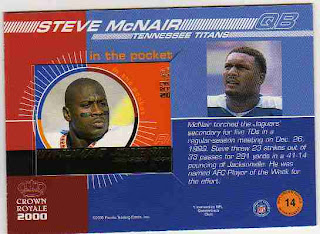 STEVE McNAIR
QB
TENNESSEE TITANS
in the pocket
McNair torched the Jaguars'
secondary for five TDs in a
regular-season meeting on Dec. 26,
1999. Steve threw 23 strikes out of
33 passes for 291 yards in a 41-14
pouncing of Jacksonville. He was
named AFC Player of the Week for
the effort.
CROWN
ROYALE
2000
14